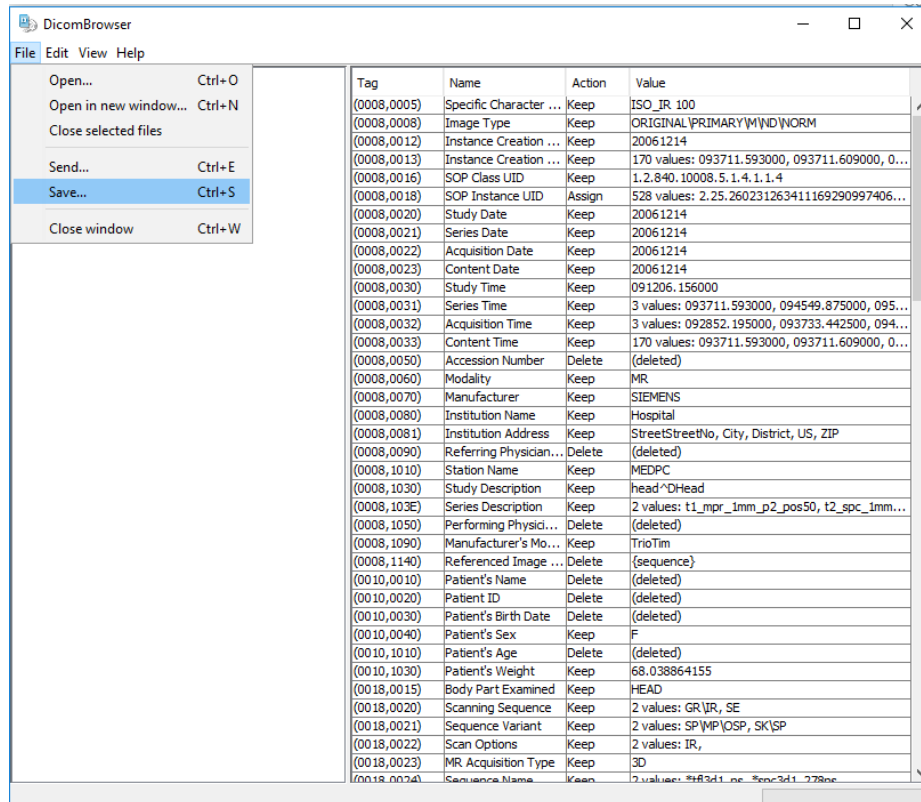 DicomBrowser
File Edit View Help
Open... Ctrl+O
Open in new window... Ctrl+N
Close selected files
Send... Ctrl+E
Save... Ctrl+S
Close window Ctrl+W
Tag Name Action Value
(0008,0005) Specific Character ... Keep ISO_IR 100
(0008,0008) Image Type Keep ORIGINAL\PRIMARY\M\ND\NORM
(0008,0012) Instance Creation ... Keep 20061214
(0008,0013) Instance Creation ... Keep 170 values: 093711.593000, 093711.609000, 0...
(0008,0016) SOP Class UID Keep 1.2.840.10008.5.1.4.1.1.4
(0008,0018) SOP Instance UID Assign 528 values: 2.25.260231263411169290997406...
(0008,0020) Study Date Keep 20061214
(0008,0021) Series Date Keep 20061214
(0008,0022) Acquisition Date Keep 20061214
(0008,0023) Content Date Keep 20061214
(0008,0030) Study Time Keep 091206.156000
(0008,0031) Series Time Keep 3 values: 093711.593000, 094549.875000, 095...
(0008,0032) Acquisition Time Keep 3 values: 092852.195000, 093733.442500, 094...
(0008,0033) Content Time Keep 170 values: 093711.593000, 093711.609000, 0...
(0008,0050) Accession Number Delete (deleted)
(0008,0060) Modality Keep MR
(0008,0070) Manufacturer Keep SIEMENS
(0008,0080) Institution Name Keep Hospital
(0008,0081) Institution Address Keep StreetStreetNo, City, District, US, ZIP
(0008,0090) Referring Physician... Delete (deleted)
(0008,1010) Station Name Keep MEDPC
(0008,1030) Study Description Keep head^DHead
(0008,103E) Series Description Keep 2 values: t1_mpr_1mm_p2_pos50, t2_spc_1mm...
(0008,1050) Performing Physici... Delete (deleted)
(0008,1090) Manufacturer's Mo... Keep TrioTim
(0008,1140) Referenced Image ... Delete {sequence}
(0010,0010) Patient's Name Delete (deleted)
(0010,0020) Patient ID Delete (deleted)
(0010,0030) Patient's Birth Date Delete (deleted)
(0010,0040) Patient's Sex Keep F
(0010,1010) Patient's Age Delete (deleted)
(0010,1030) Patient's Weight Keep 68.038864155
(0018,0015) Body Part Examined Keep HEAD
(0018,0020) Scanning Sequence Keep 2 values: GR\IR, SE
(0018,0021) Sequence Variant Keep 2 values: SP\MP\OSP, SK\SP
(0018,0022) Scan Options Keep 2 values: IR,
(0018,0023) MR Acquisition Type Keep 3D
(0018,0024) Sequence Name Keep 2 values: *tfl3d1_ns, *spc3d1_278ns